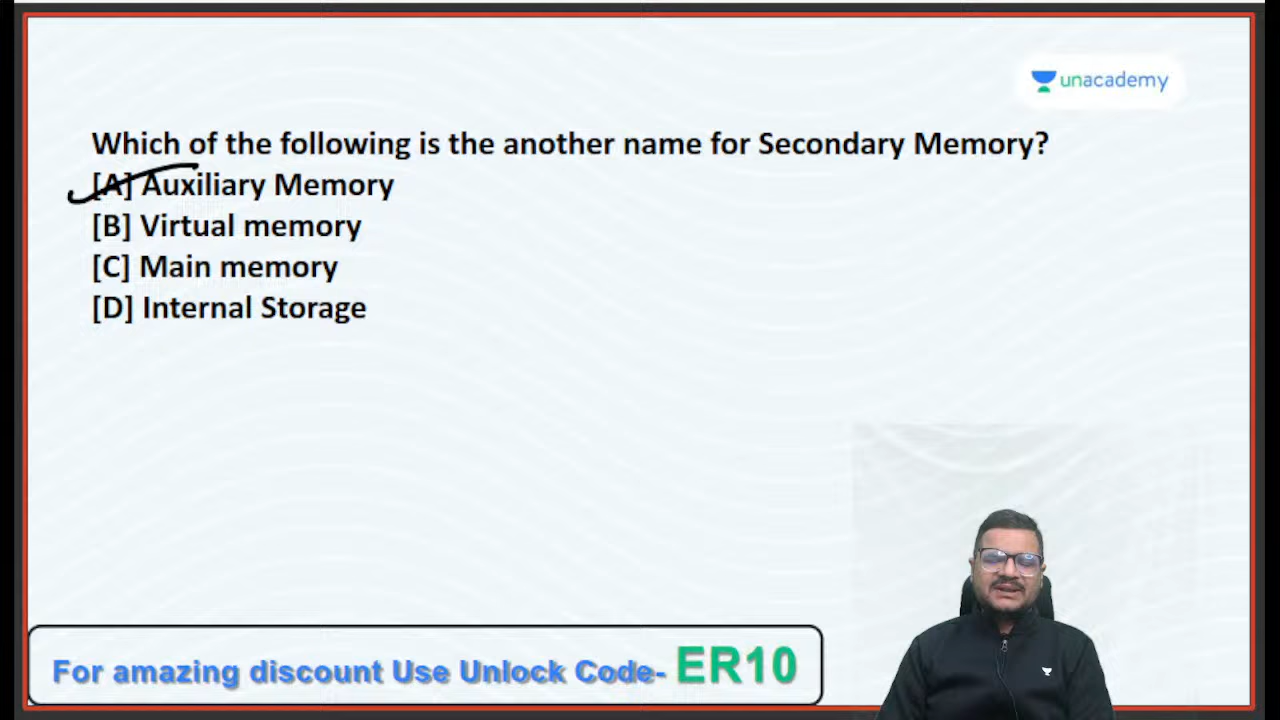 unacademy
Which of the following is the another name for Secondary Memory?
[A] Auxiliary Memory
[B] Virtual memory
[C] Main memory
[D] Internal Storage
For amazing discount Use Unlock Code- ER10